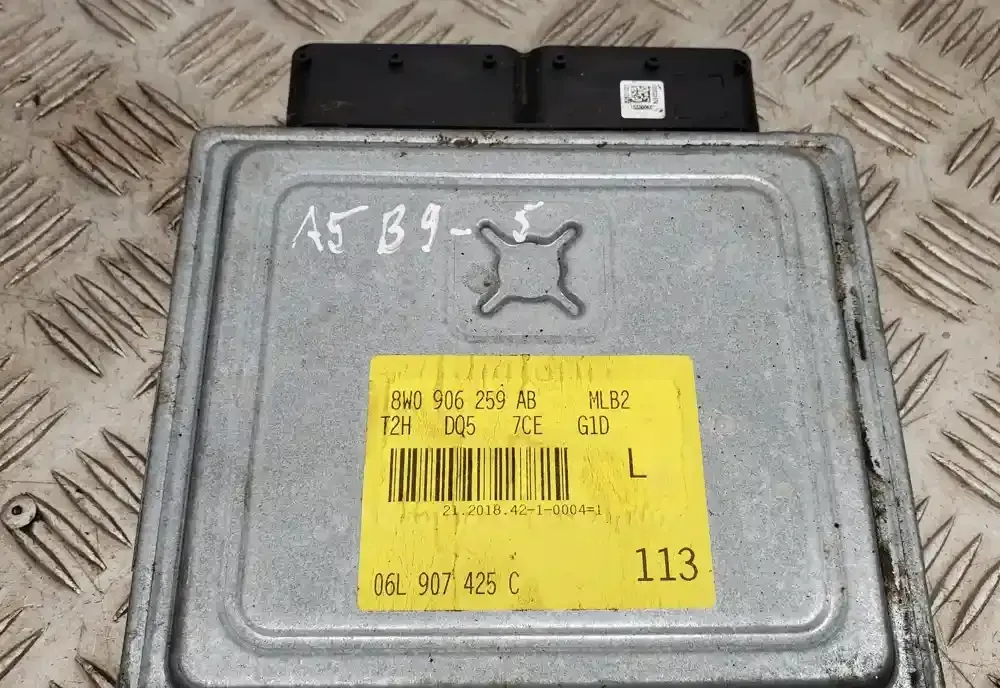 A5 B9 - 5
8W0 906 259 AB MLB2
T2H DQ5 7CE G1D
L
21.2018.42-1-0004=1
06L 907 425 C 113